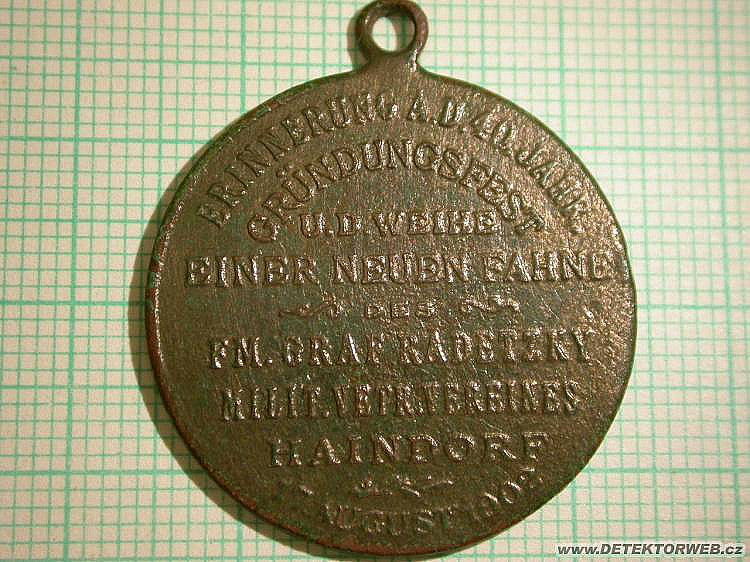 ERINNERUNG A.D. 40. JAHR.
GRÜNDUNGSFEST
U.D. WEIHE
EINER NEUEN FAHNE
DES
FM. GRAF RADETZKY
MILIT. VETR. VEREINES
HAINDORF
AUGUST
www.DETEKTORWEB.cz